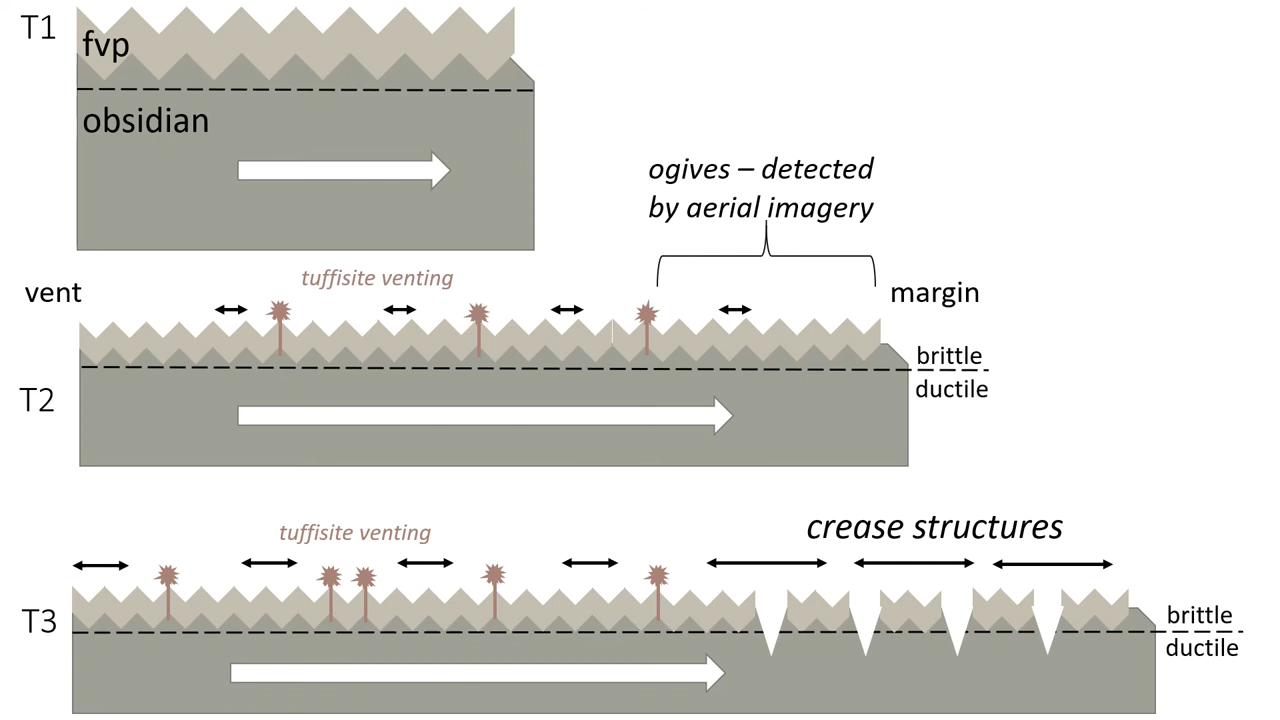 T1
fvp
obsidian
ogives – detected
by aerial imagery
tuffisite venting
vent
margin
brittle
ductile
T2
crease structures
tuffisite venting
T3
brittle
ductile